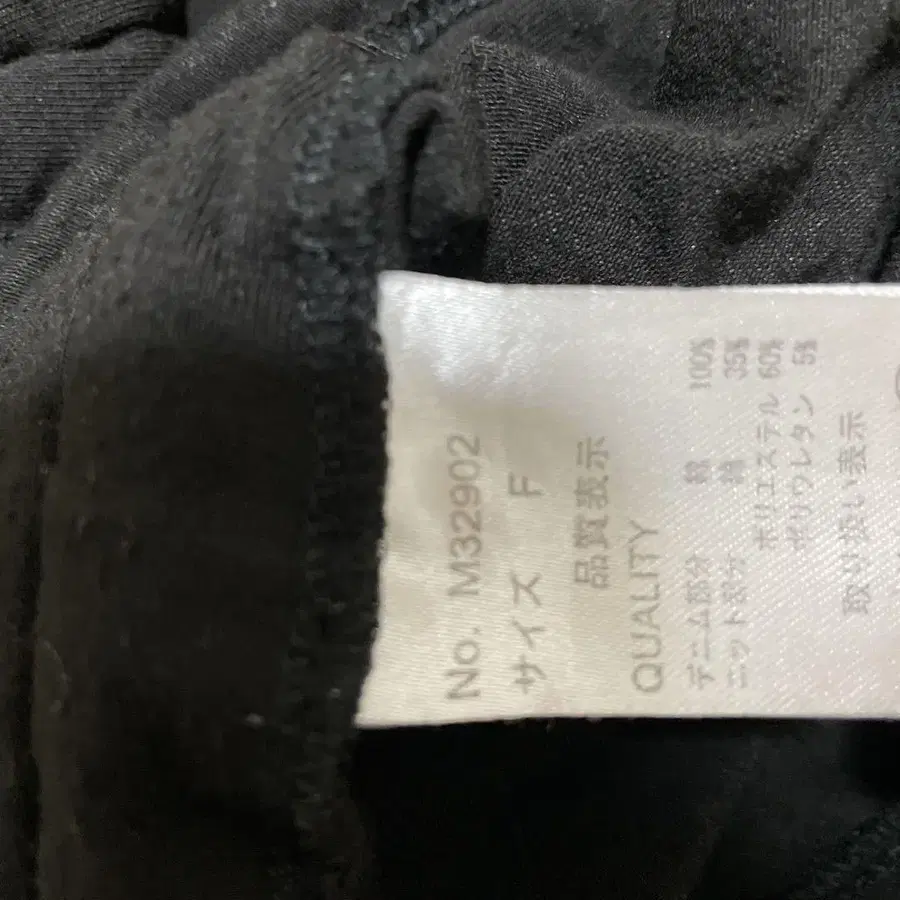 No. M32902
サイズ F
品質表示
QUALITY
デニム部分 綿 100%
ニット部分 綿 35%
ポリエステル 60%
ポリウレタン 5%
取り扱い表示